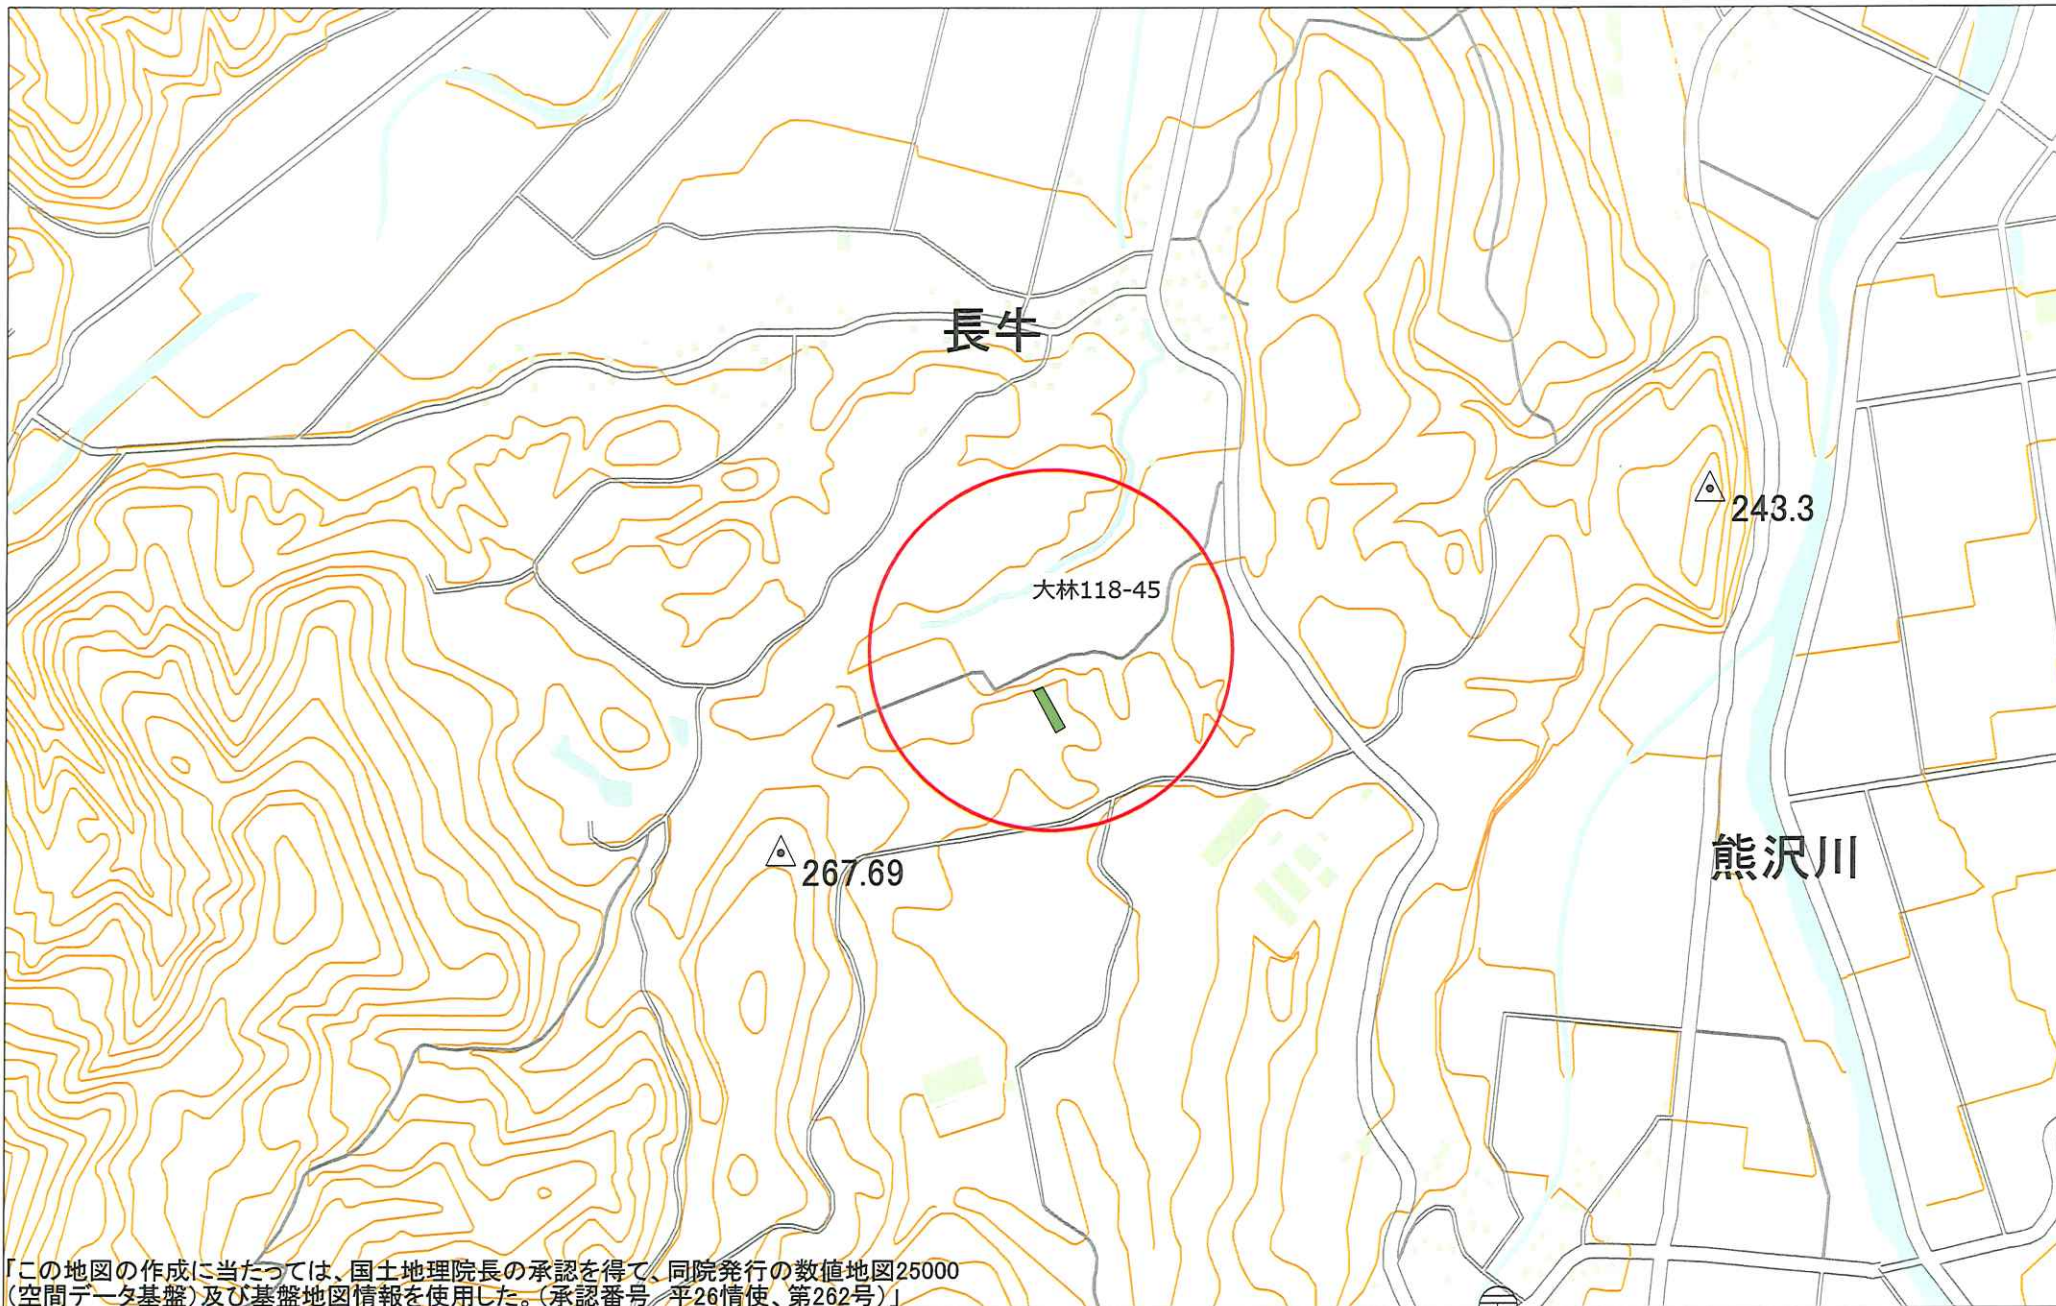 長牛
243.3
大林118-45
熊沢川
267.69
「この地図の作成に当たっては、国土地理院長の承認を得て、同院発行の数値地図25000
(空間データ基盤)及び基盤地図情報を使用した。(承認番号 平26情使、第262号)」